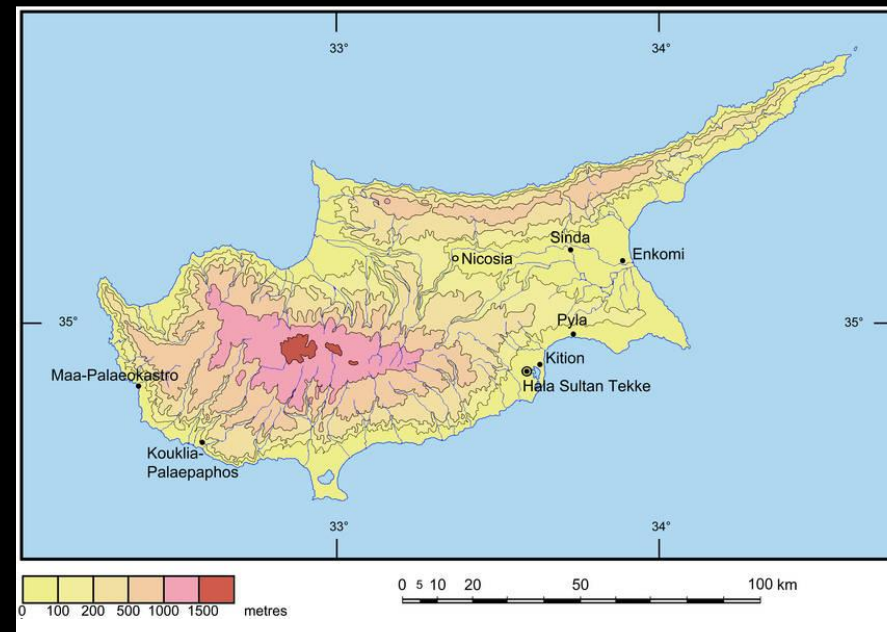 33° 34°
Sinda
Nicosia Enkomi
35° 35°
Pyla
Maa-Palaeokastro Kition
Hala Sultan Tekke
Kouklia-
Palaepaphos
33° 34°
0 100 200 500 1000 1500 metres
0 5 10 20 50 100 km